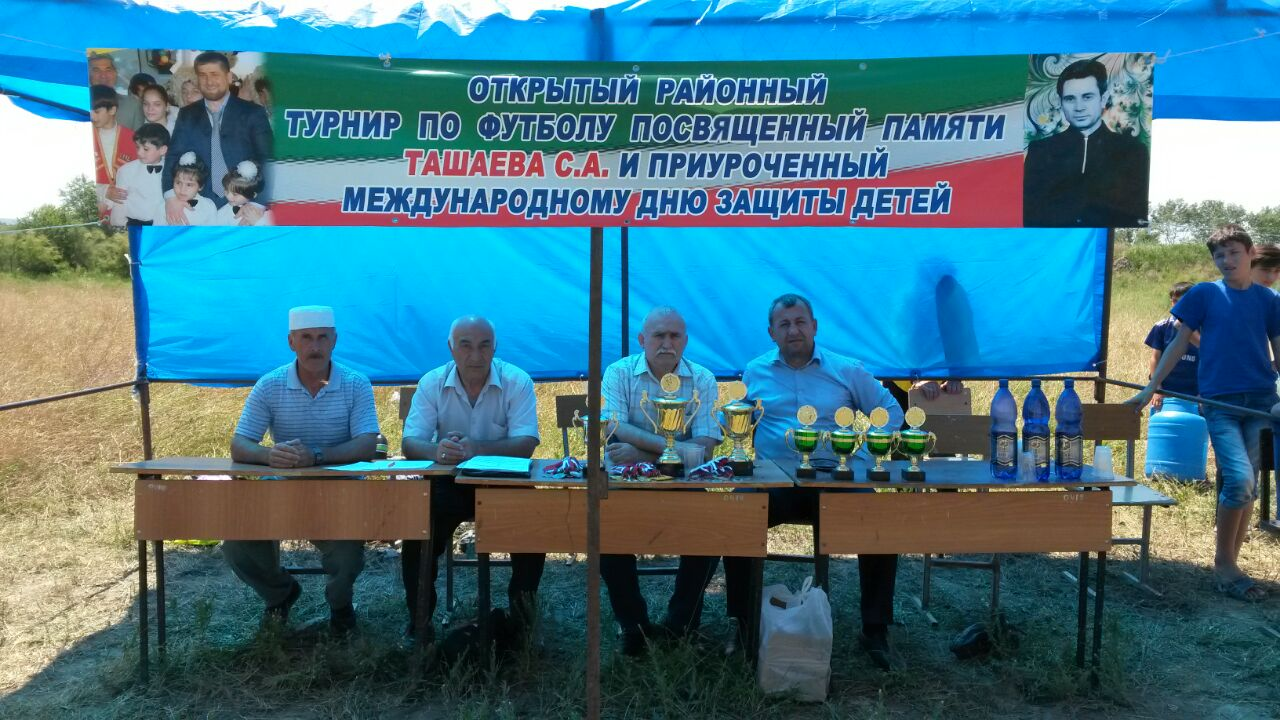 ОТКРЫТЫЙ РАЙОННЫЙ
ТУРНИР ПО ФУТБОЛУ ПОСВЯЩЕННЫЙ ПАМЯТИ
ТАШАЕВА С.А. И ПРИУРОЧЕННЫЙ
МЕЖДУНАРОДНОМУ ДНЮ ЗАЩИТЫ ДЕТЕЙ